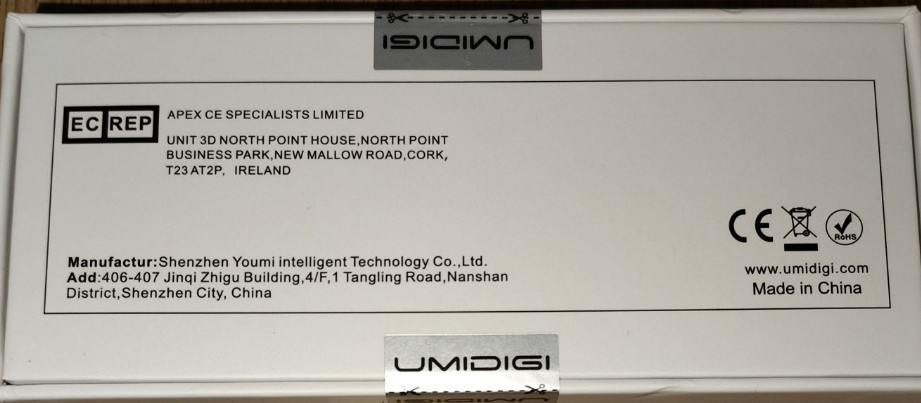 UMIDIGI
EC REP
APEX CE SPECIALISTS LIMITED
UNIT 3D NORTH POINT HOUSE,NORTH POINT
BUSINESS PARK,NEW MALLOW ROAD,CORK,
T23 AT2P, IRELAND
CE
RoHS
Manufactur:Shenzhen Youmi intelligent Technology Co.,Ltd.
Add:406-407 Jinqi Zhigu Building,4/F,1 Tangling Road,Nanshan
District,Shenzhen City, China
www.umidigi.com
Made in China
UMIDIGI
UMIDIGI